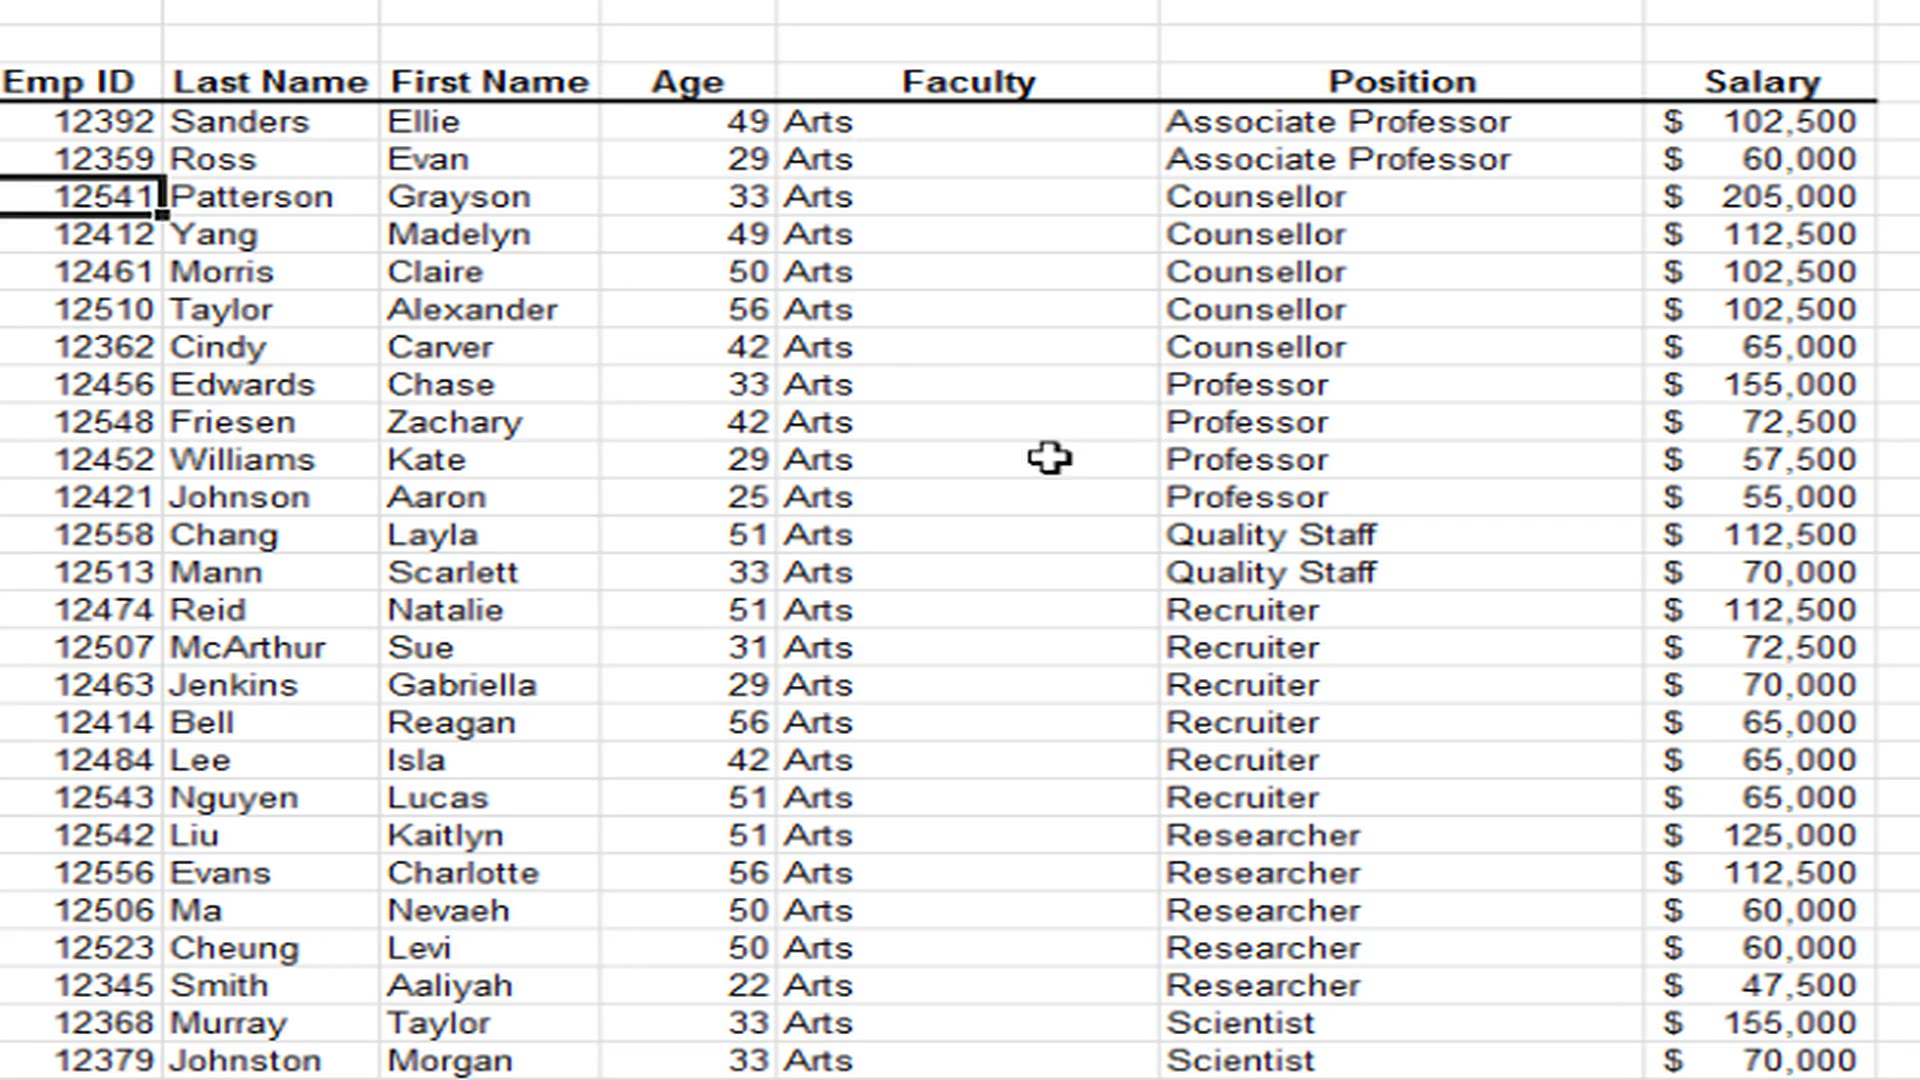 Emp ID Last Name First Name Age Faculty Position Salary
12392 Sanders Ellie 49 Arts Associate Professor $ 102,500
12359 Ross Evan 29 Arts Associate Professor $ 60,000
12541 Patterson Grayson 33 Arts Counsellor $ 205,000
12412 Yang Madelyn 49 Arts Counsellor $ 112,500
12461 Morris Claire 50 Arts Counsellor $ 102,500
12510 Taylor Alexander 56 Arts Counsellor $ 102,500
12362 Cindy Carver 42 Arts Counsellor $ 65,000
12456 Edwards Chase 33 Arts Professor $ 155,000
12548 Friesen Zachary 42 Arts Professor $ 72,500
12452 Williams Kate 29 Arts Professor $ 57,500
12421 Johnson Aaron 25 Arts Professor $ 55,000
12558 Chang Layla 51 Arts Quality Staff $ 112,500
12513 Mann Scarlett 33 Arts Quality Staff $ 70,000
12474 Reid Natalie 51 Arts Recruiter $ 112,500
12507 McArthur Sue 31 Arts Recruiter $ 72,500
12463 Jenkins Gabriella 29 Arts Recruiter $ 70,000
12414 Bell Reagan 56 Arts Recruiter $ 65,000
12484 Lee Isla 42 Arts Recruiter $ 65,000
12543 Nguyen Lucas 51 Arts Recruiter $ 65,000
12542 Liu Kaitlyn 51 Arts Researcher $ 125,000
12556 Evans Charlotte 56 Arts Researcher $ 112,500
12506 Ma Nevaeh 50 Arts Researcher $ 60,000
12523 Cheung Levi 50 Arts Researcher $ 60,000
12345 Smith Aaliyah 22 Arts Researcher $ 47,500
12368 Murray Taylor 33 Arts Scientist $ 155,000
12379 Johnston Morgan 33 Arts Scientist $ 70,000